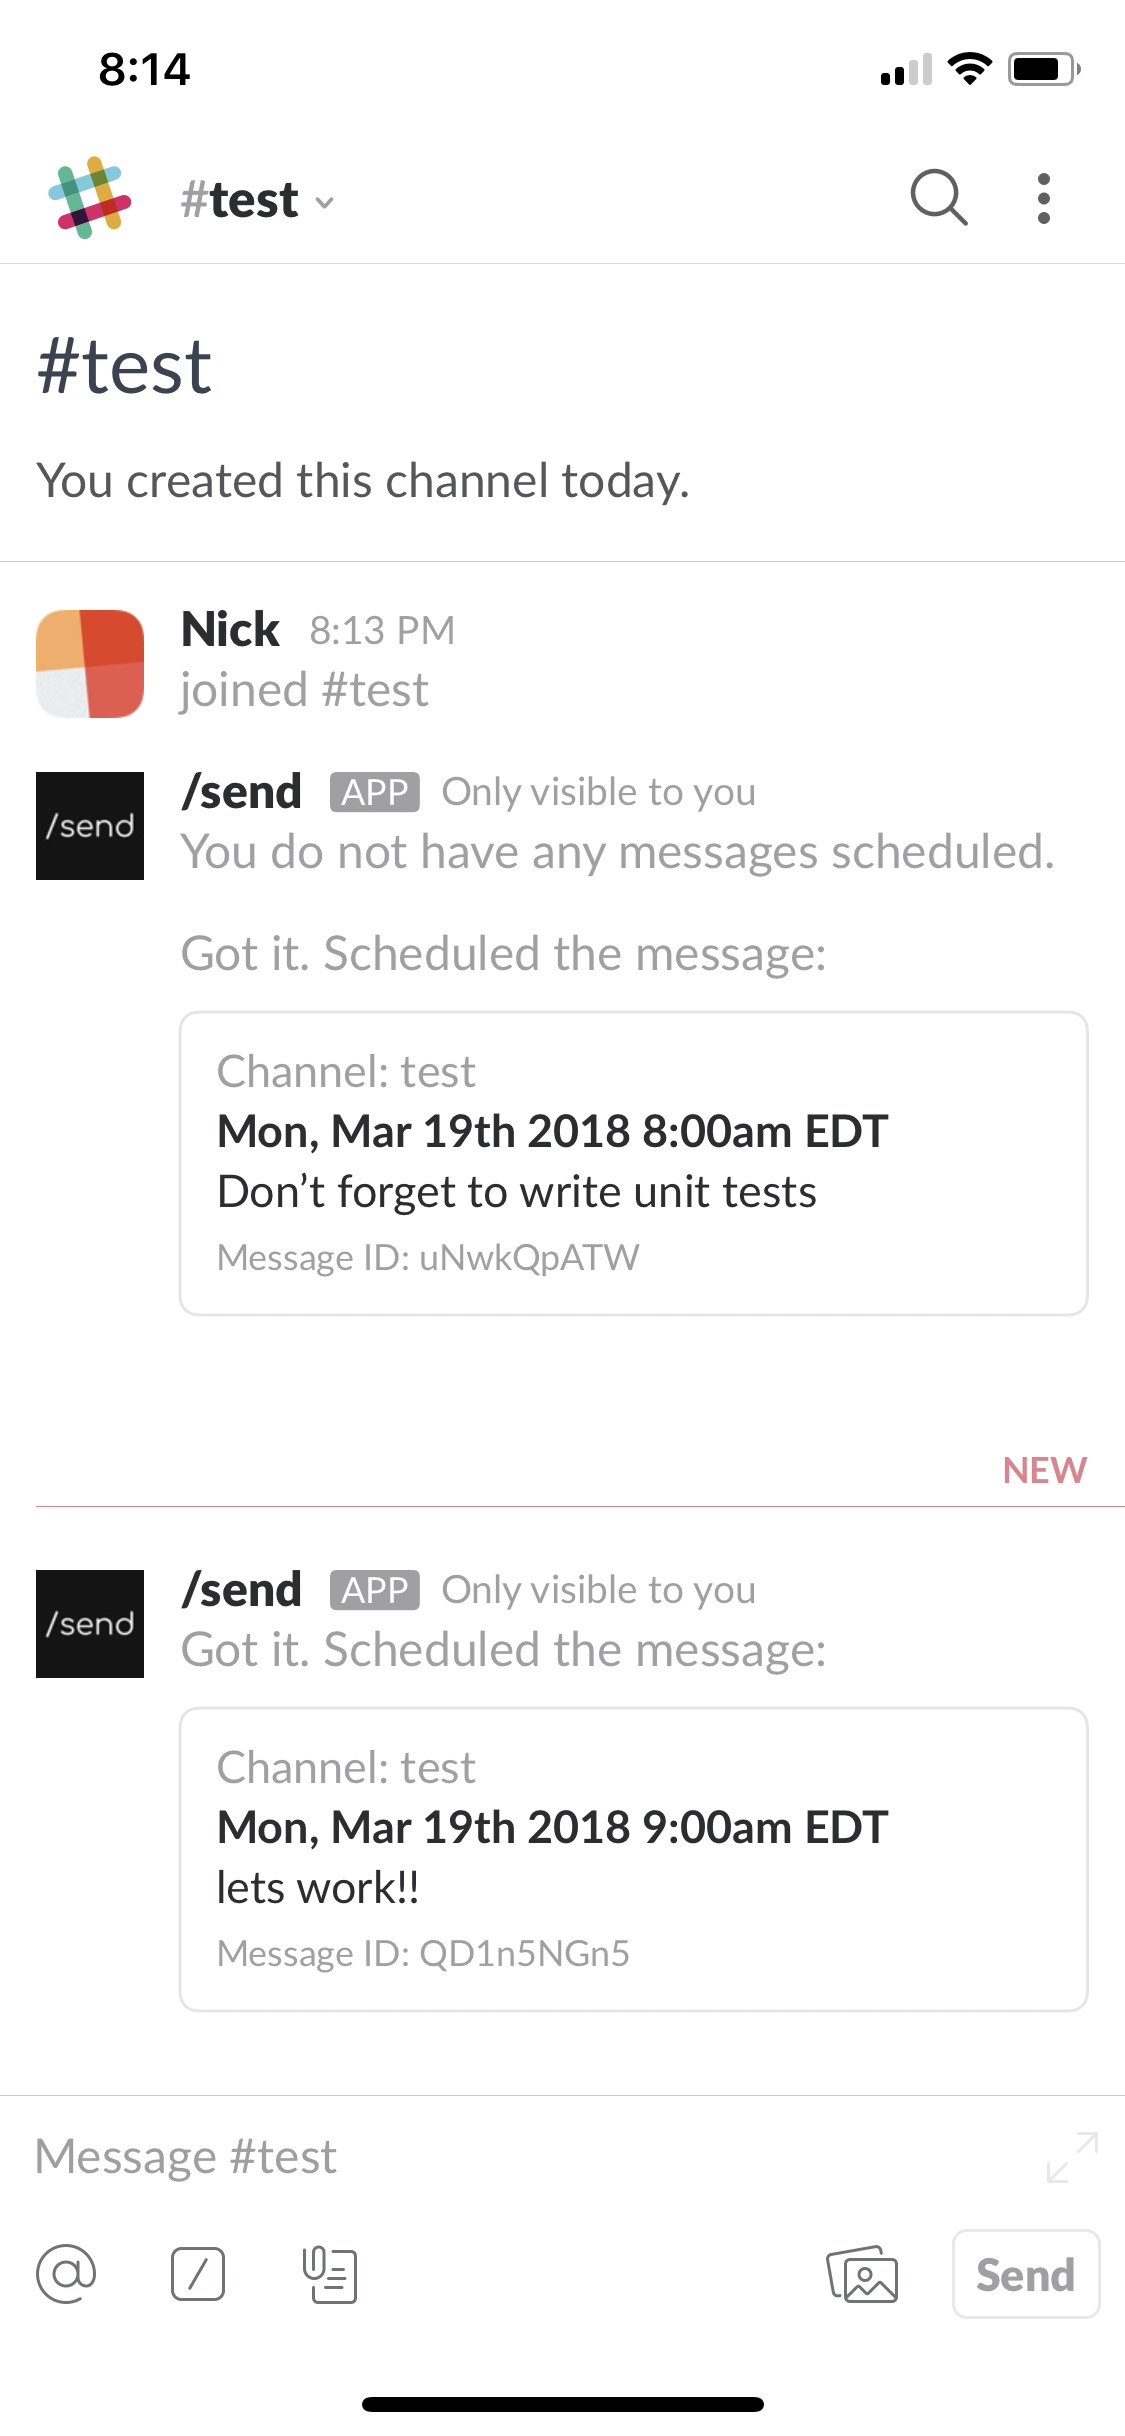 8:14
#test
#test
You created this channel today.
Nick 8:13 PM
joined #test
/send
/send APP Only visible to you
You do not have any messages scheduled.
Got it. Scheduled the message:
Channel: test
Mon, Mar 19th 2018 8:00am EDT
Don’t forget to write unit tests
Message ID: uNwkQpATW
NEW
/send
/send APP Only visible to you
Got it. Scheduled the message:
Channel: test
Mon, Mar 19th 2018 9:00am EDT
lets work!!
Message ID: QD1n5NGn5
Message #test
Send